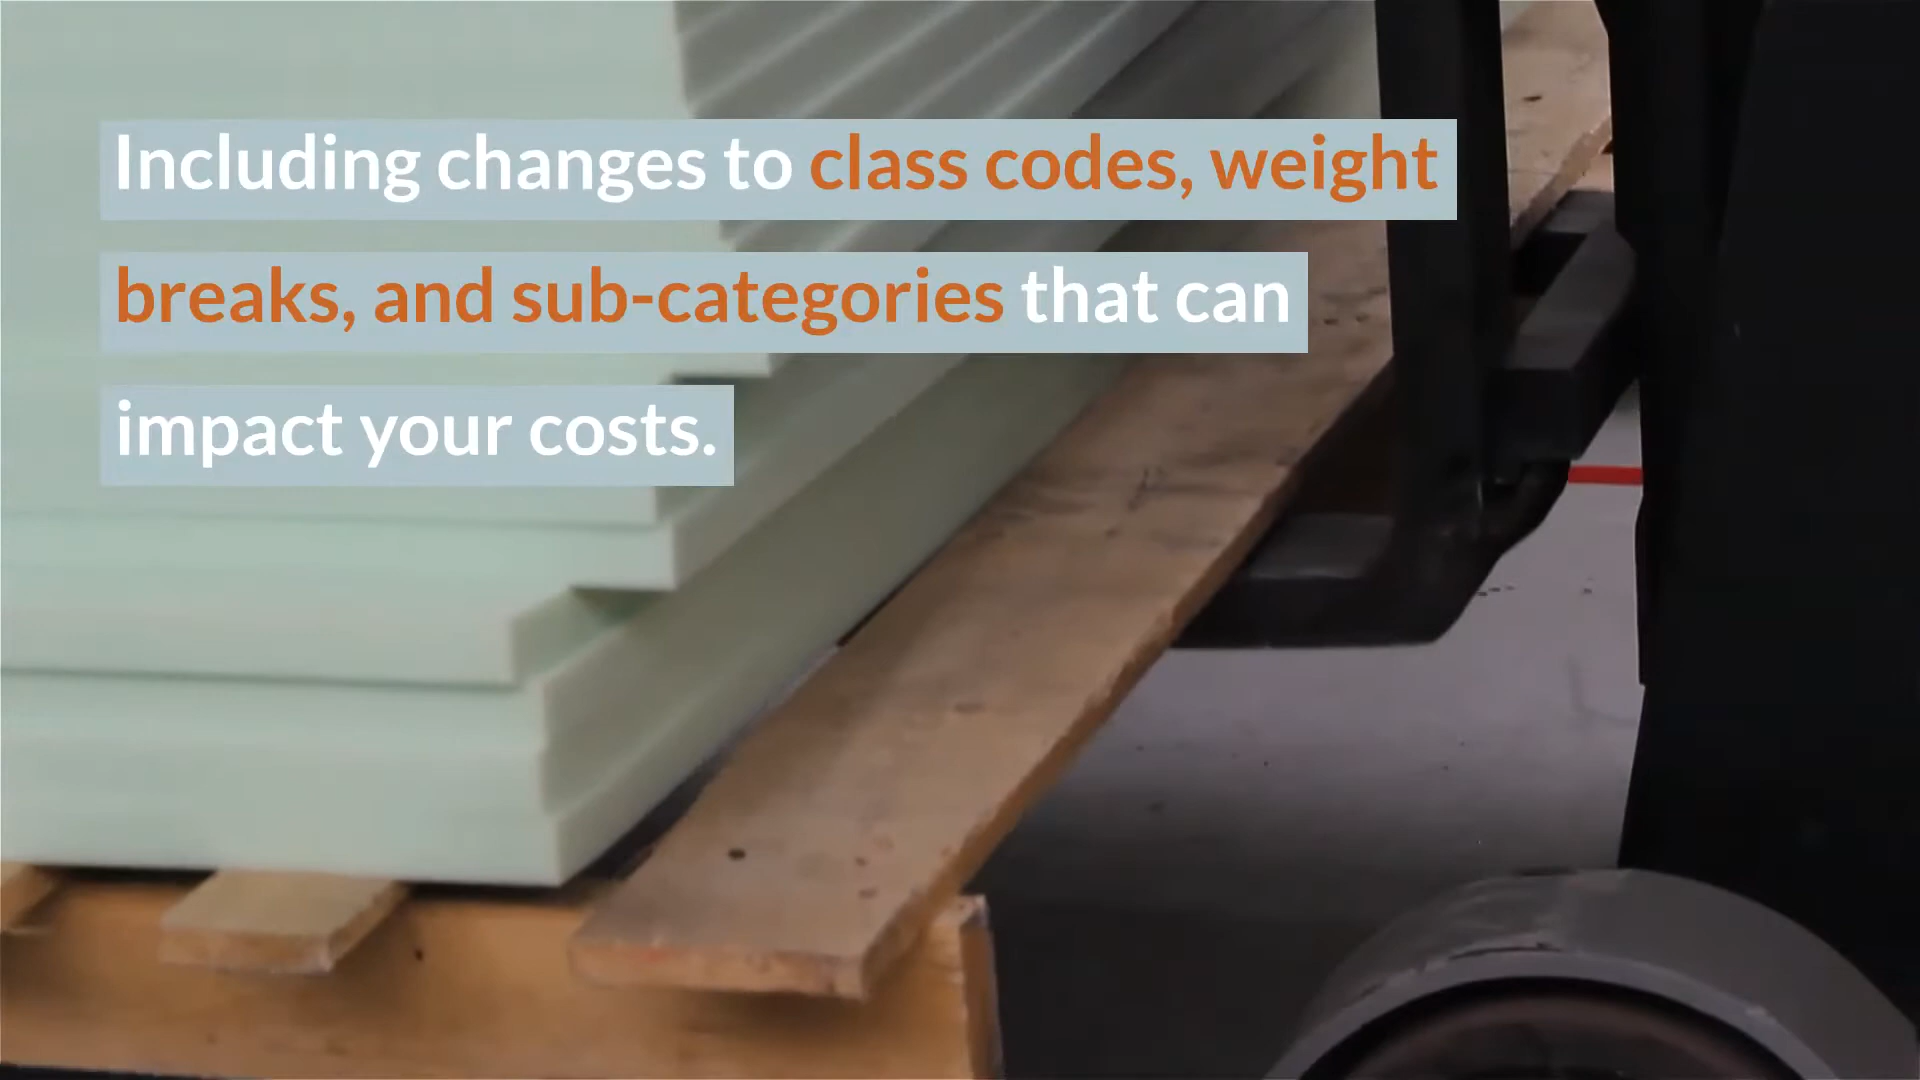 Including changes to class codes, weight
breaks, and sub-categories that can
impact your costs.